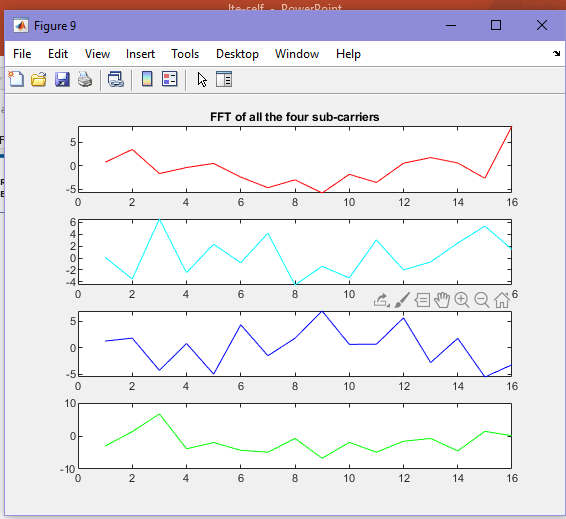 lte-self - PowerPoint
Figure 9
File Edit View Insert Tools Desktop Window Help
FFT of all the four sub-carriers
5
0
-5
0 2 4 6 8 10 12 14 16
6
4
2
0
-2
-4
0 2 4 6 8 10 12 14 16
5
0
-5
0 2 4 6 8 10 12 14 16
10
0
-10
0 2 4 6 8 10 12 14 16